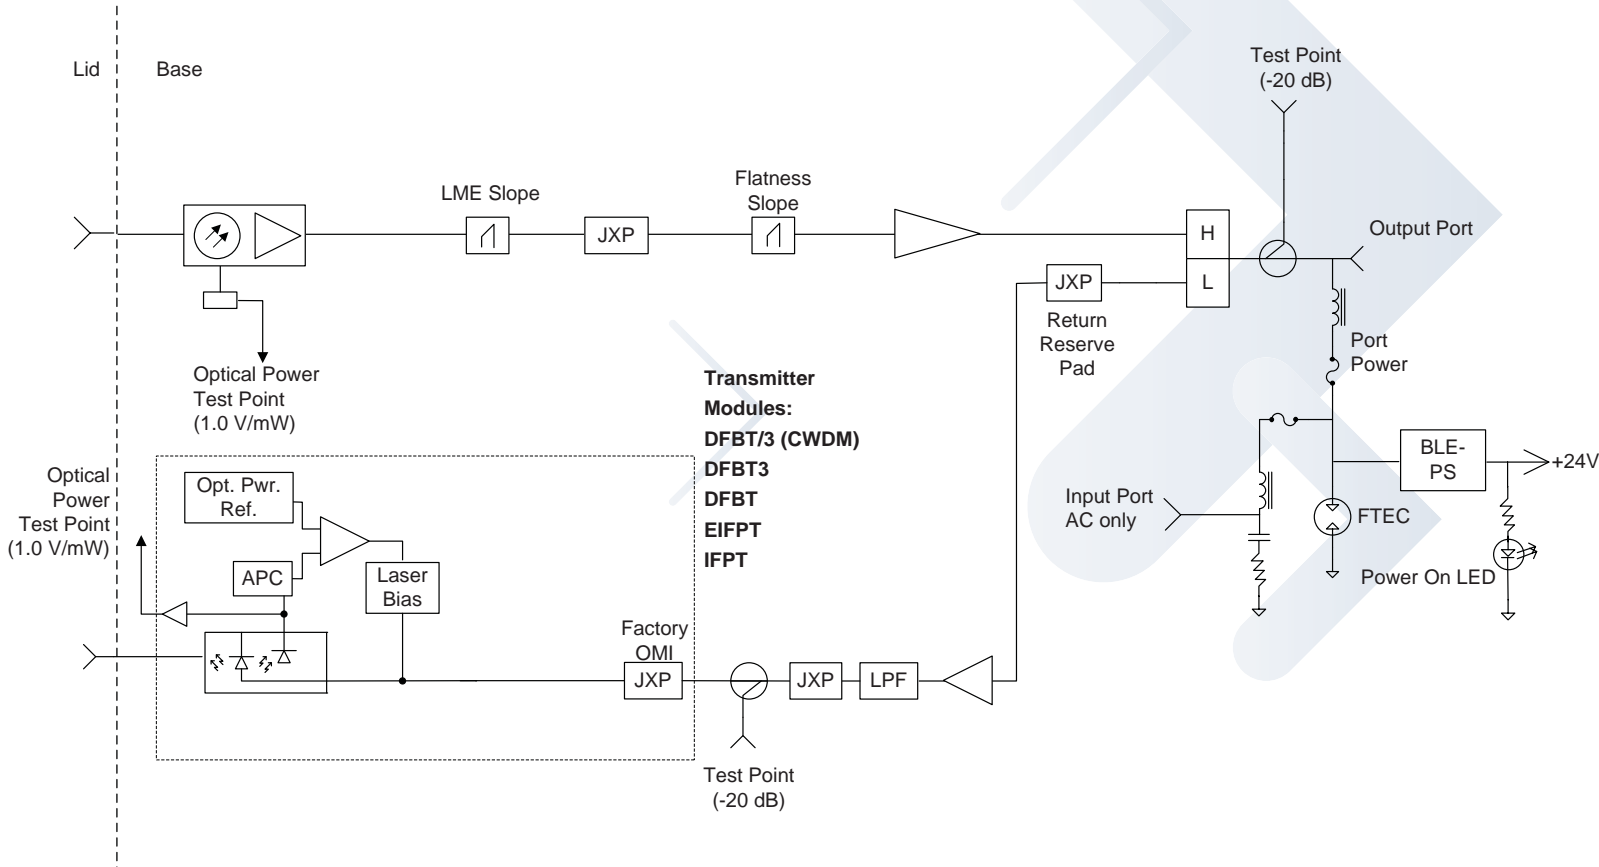 Lid
Base
Test Point
(-20 dB)
LME Slope
Flatness
Slope
JXP
H
L
Output Port
JXP
Return
Reserve
Pad
Port
Power
Optical Power
Test Point
(1.0 V/mW)
Transmitter
Modules:
DFBT/3 (CWDM)
DFBT3
DFBT
EIFPT
IFPT
BLE-
PS
+24V
Input Port
AC only
FTEC
Power On LED
Optical
Power
Test Point
(1.0 V/mW)
Opt. Pwr.
Ref.
APC
Laser
Bias
Factory
OMI
JXP
JXP
LPF
Test Point
(-20 dB)